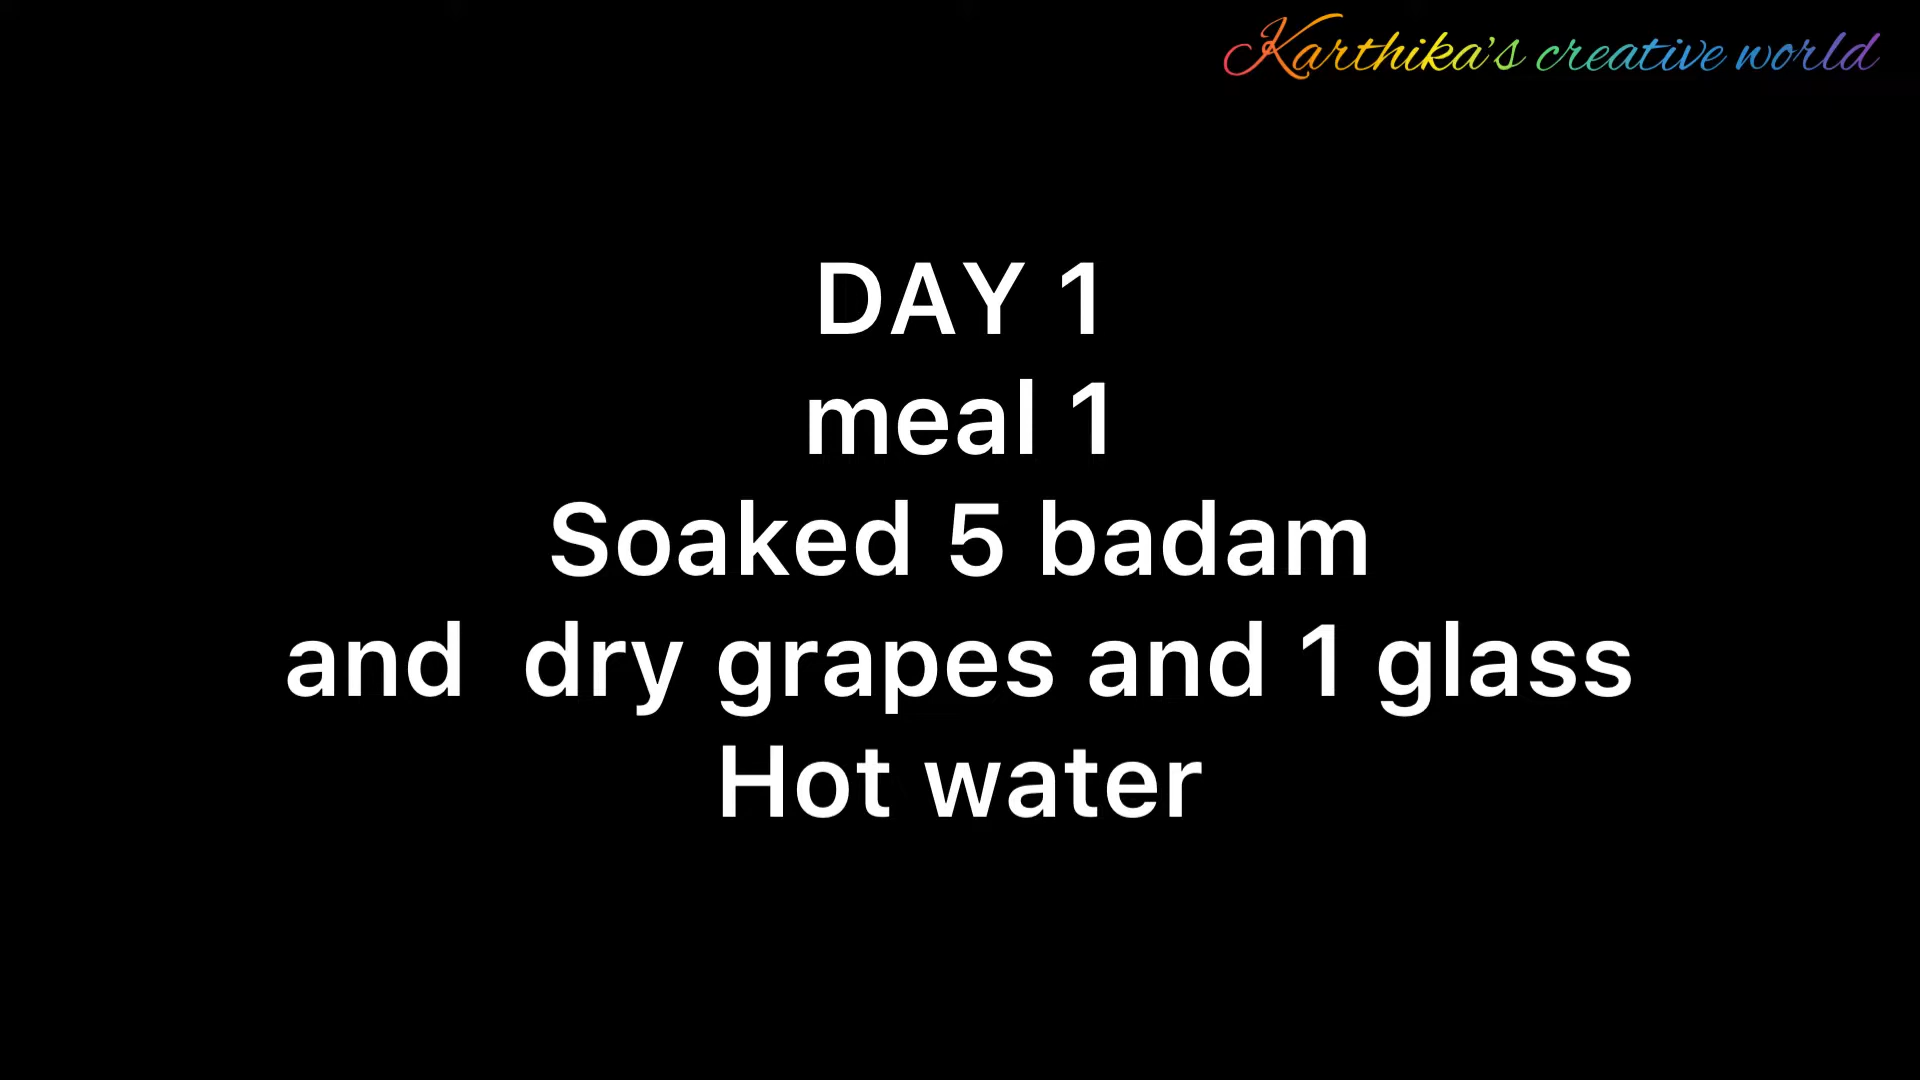 Karthika's creative world
DAY 1
meal 1
Soaked 5 badam
and  dry grapes and 1 glass
Hot water